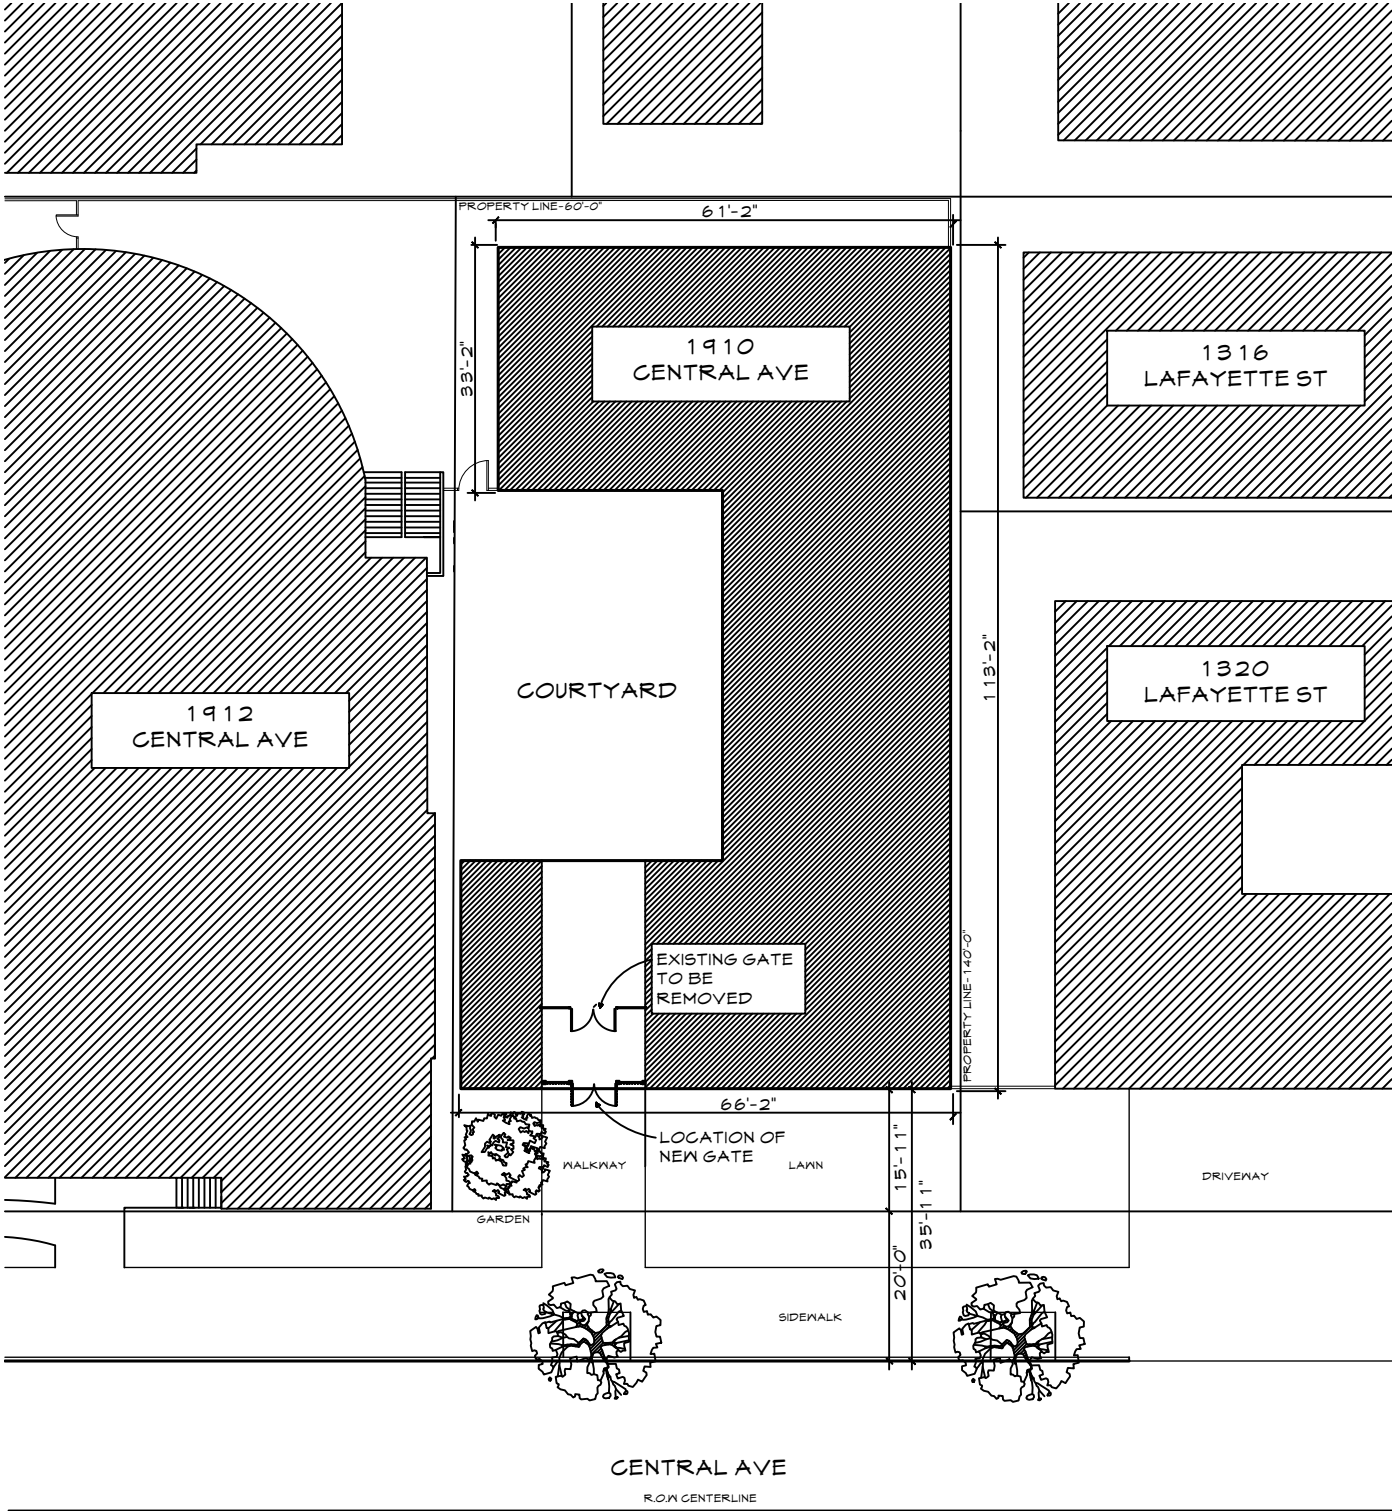 PROPERTY LINE-60'-0"
61'-2"
33'-2"
1910
CENTRAL AVE
1316
LAFAYETTE ST
113'-2"
COURTYARD
1320
LAFAYETTE ST
1912
CENTRAL AVE
EXISTING GATE
TO BE
REMOVED
PROPERTY LINE-140'-0"
66'-2"
LOCATION OF
NEW GATE
WALKWAY
LAWN
15'-11"
DRIVEWAY
GARDEN
35'-11"
20'-0"
SIDEWALK
CENTRAL AVE
R.O.W CENTERLINE